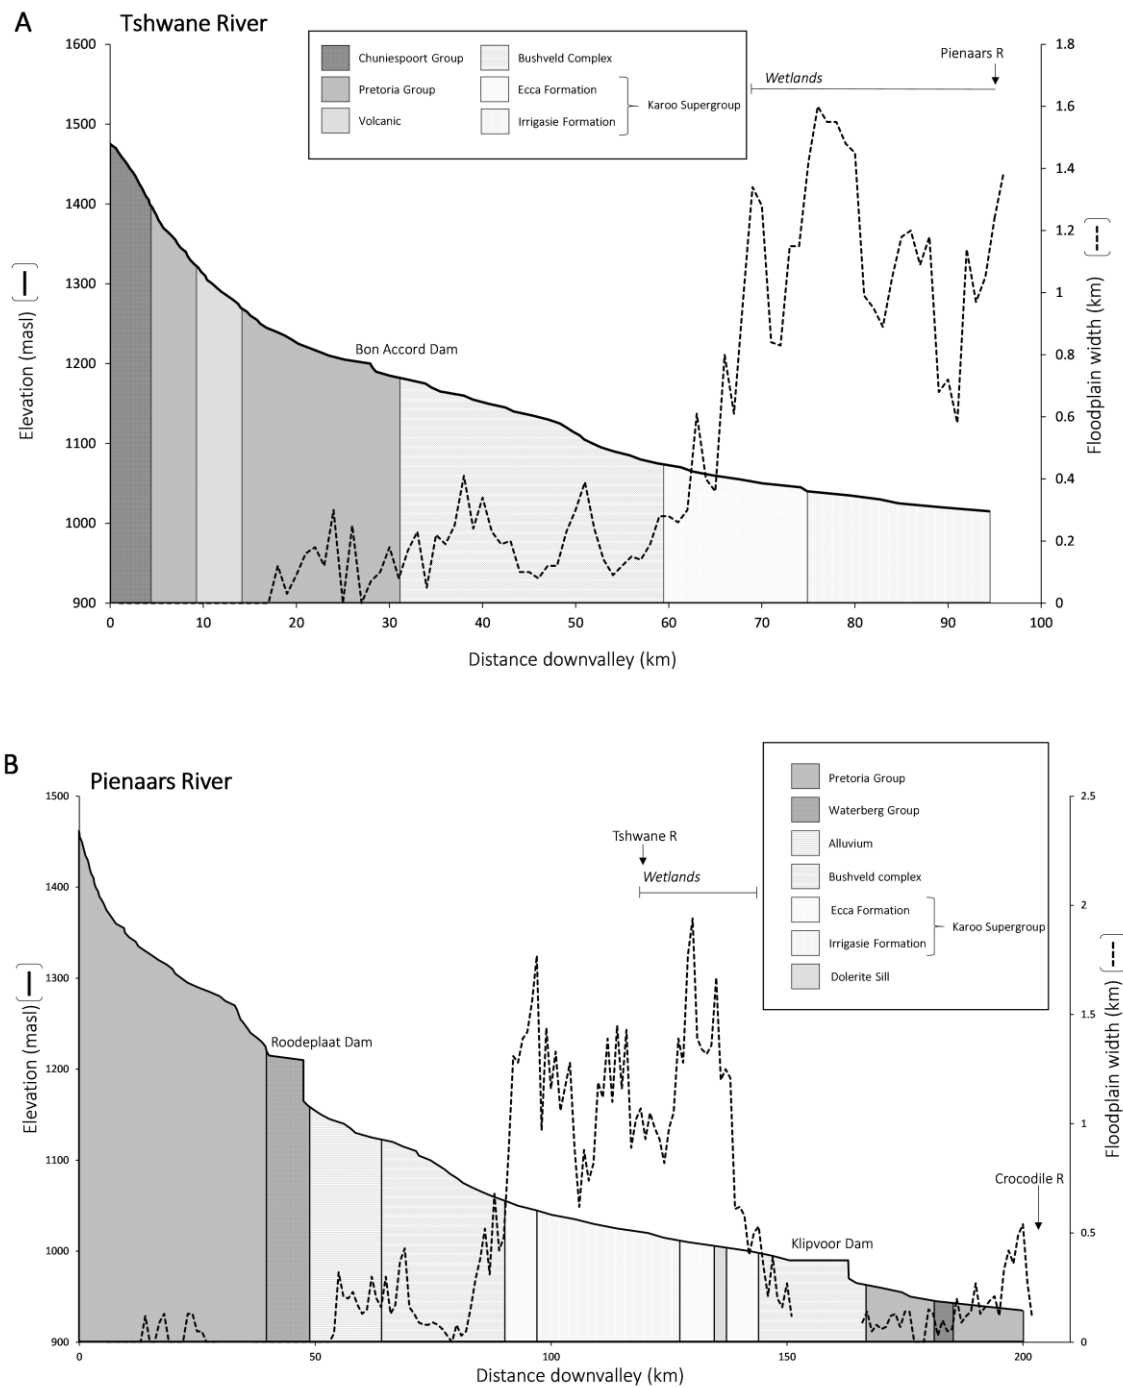 A
Tshwane River
1600
1500
1400
1300
1200
1100
1000
900
Elevation (masl)
Chuniespoort Group
Pretoria Group
Volcanic
Bushveld Complex
Ecca Formation
Irrigasie Formation
Karoo Supergroup
Wetlands
Pienaars R
Bon Accord Dam
1.8
1.6
1.4
1.2
1
0.8
0.6
0.4
0.2
0
Floodplain width (km)
0 10 20 30 40 50 60 70 80 90 100
Distance downvalley (km)
B
Pienaars River
1500
1400
1300
1200
1100
1000
900
Elevation (masl)
Roodeplaat Dam
Tshwane R
Wetlands
Pretoria Group
Waterberg Group
Alluvium
Bushveld complex
Ecca Formation
Irrigasie Formation
Karoo Supergroup
Dolerite Sill
Klipvoor Dam
Crocodile R
2.5
2
1.5
1
0.5
0
Floodplain width (km)
0 50 100 150 200
Distance downvalley (km)